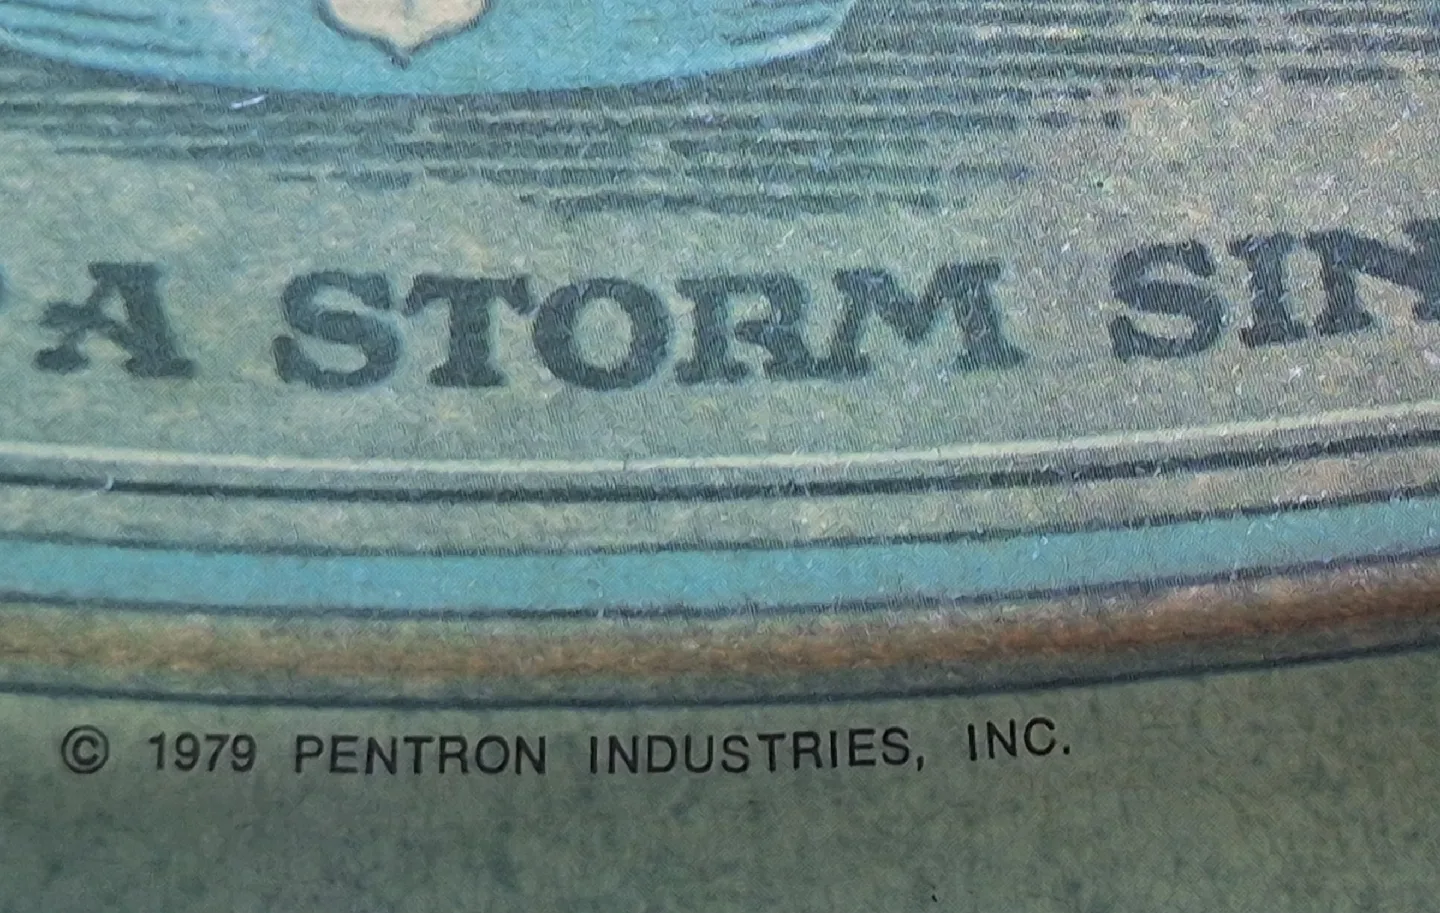 A STORM SIN
© 1979 PENTRON INDUSTRIES, INC.